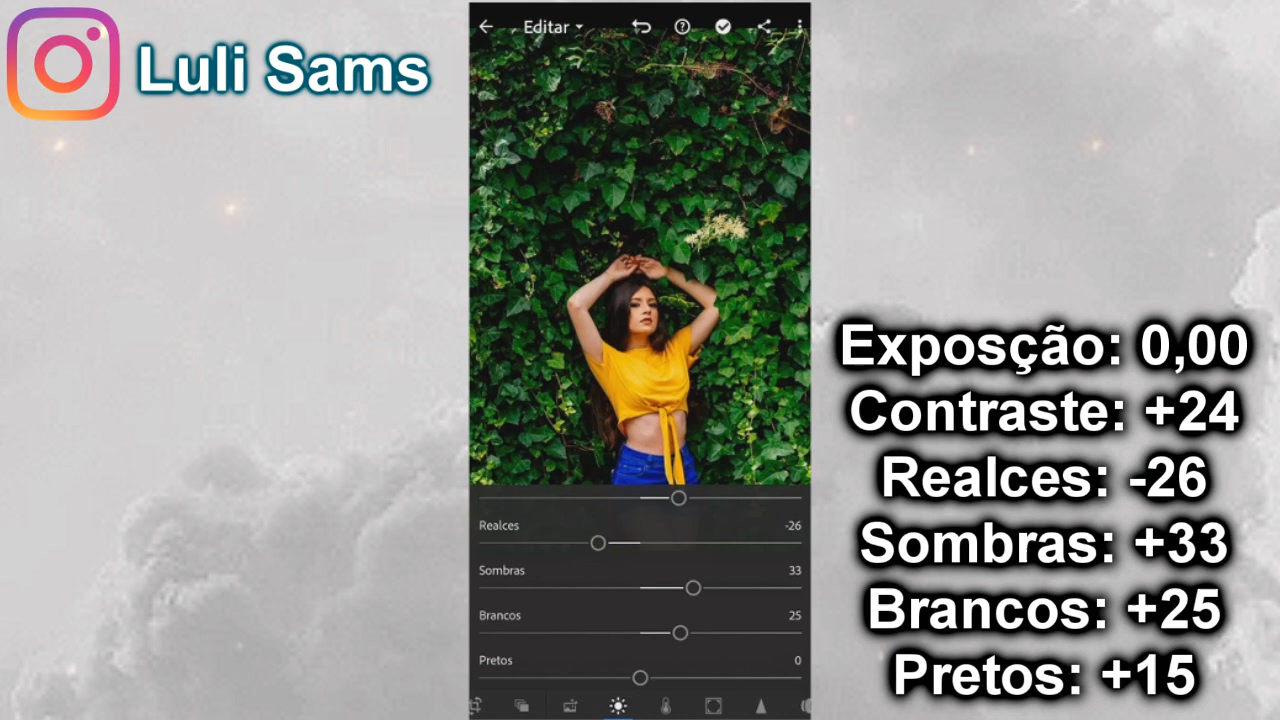 Luli Sams
Editar
Realces -26
Sombras 33
Brancos 25
Pretos 0
Exposção: 0,00
Contraste: +24
Realces: -26
Sombras: +33
Brancos: +25
Pretos: +15